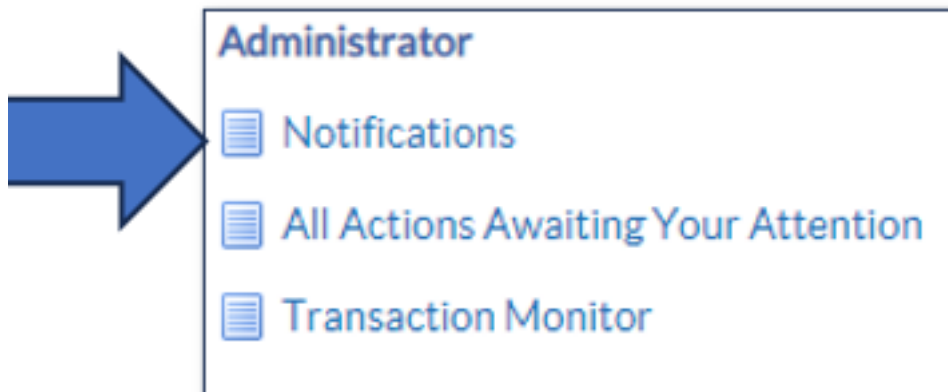 Administrator
Notifications
All Actions Awaiting Your Attention
Transaction Monitor